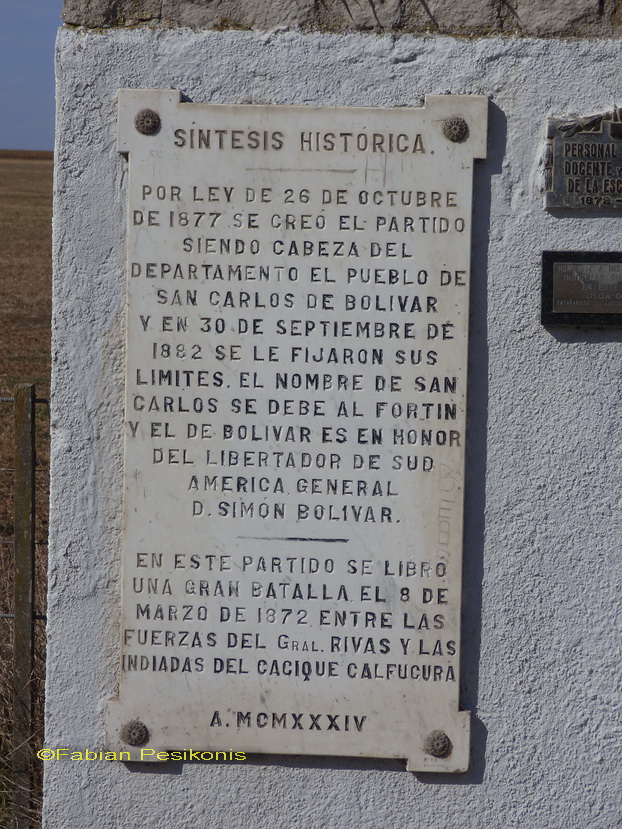 SÍNTESIS HISTÓRICA.
POR LEY DE 26 DE OCTUBRE
DE 1877 SE CREÓ EL PARTIDO
SIENDO CABEZA DEL
DEPARTAMENTO EL PUEBLO DE
SAN CARLOS DE BOLIVAR
Y EN 30 DE SEPTIEMBRE DE
1882 SE LE FIJARON SUS
LIMITES. EL NOMBRE DE SAN
CARLOS SE DEBE AL FORTIN
Y EL DE BOLIVAR ES EN HONOR
DEL LIBERTADOR DE SUD
AMERICA, GENERAL
D. SIMÓN BOLIVAR.
EN ESTE PARTIDO SE LIBRO
UNA GRAN BATALLA, EL 8 DE
MARZO DE 1872, ENTRE LAS
FUERZAS DEL GRAL. RIVAS Y LAS
INDIADAS DEL CACIQUE CALFUCURÁ
A. MCMXXXIV
PERSONAL
DOCENTE
DE LA ESC
©Fabian Pesikonis